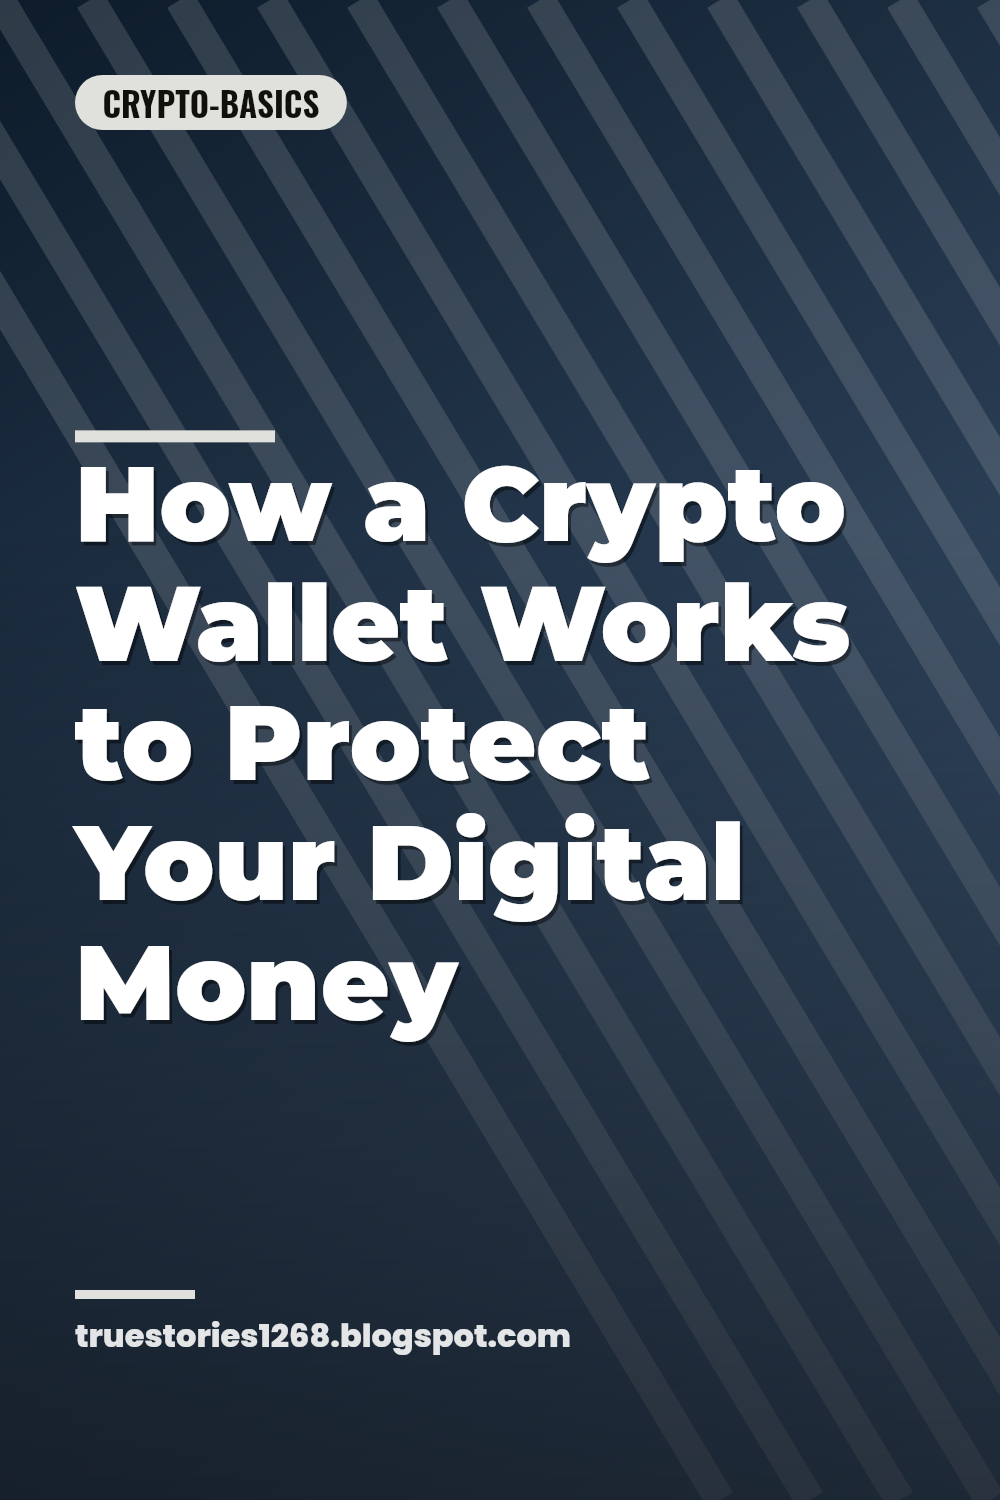 CRYPTO-BASICS
How a Crypto
Wallet Works
to Protect
Your Digital
Money
truestories1268.blogspot.com